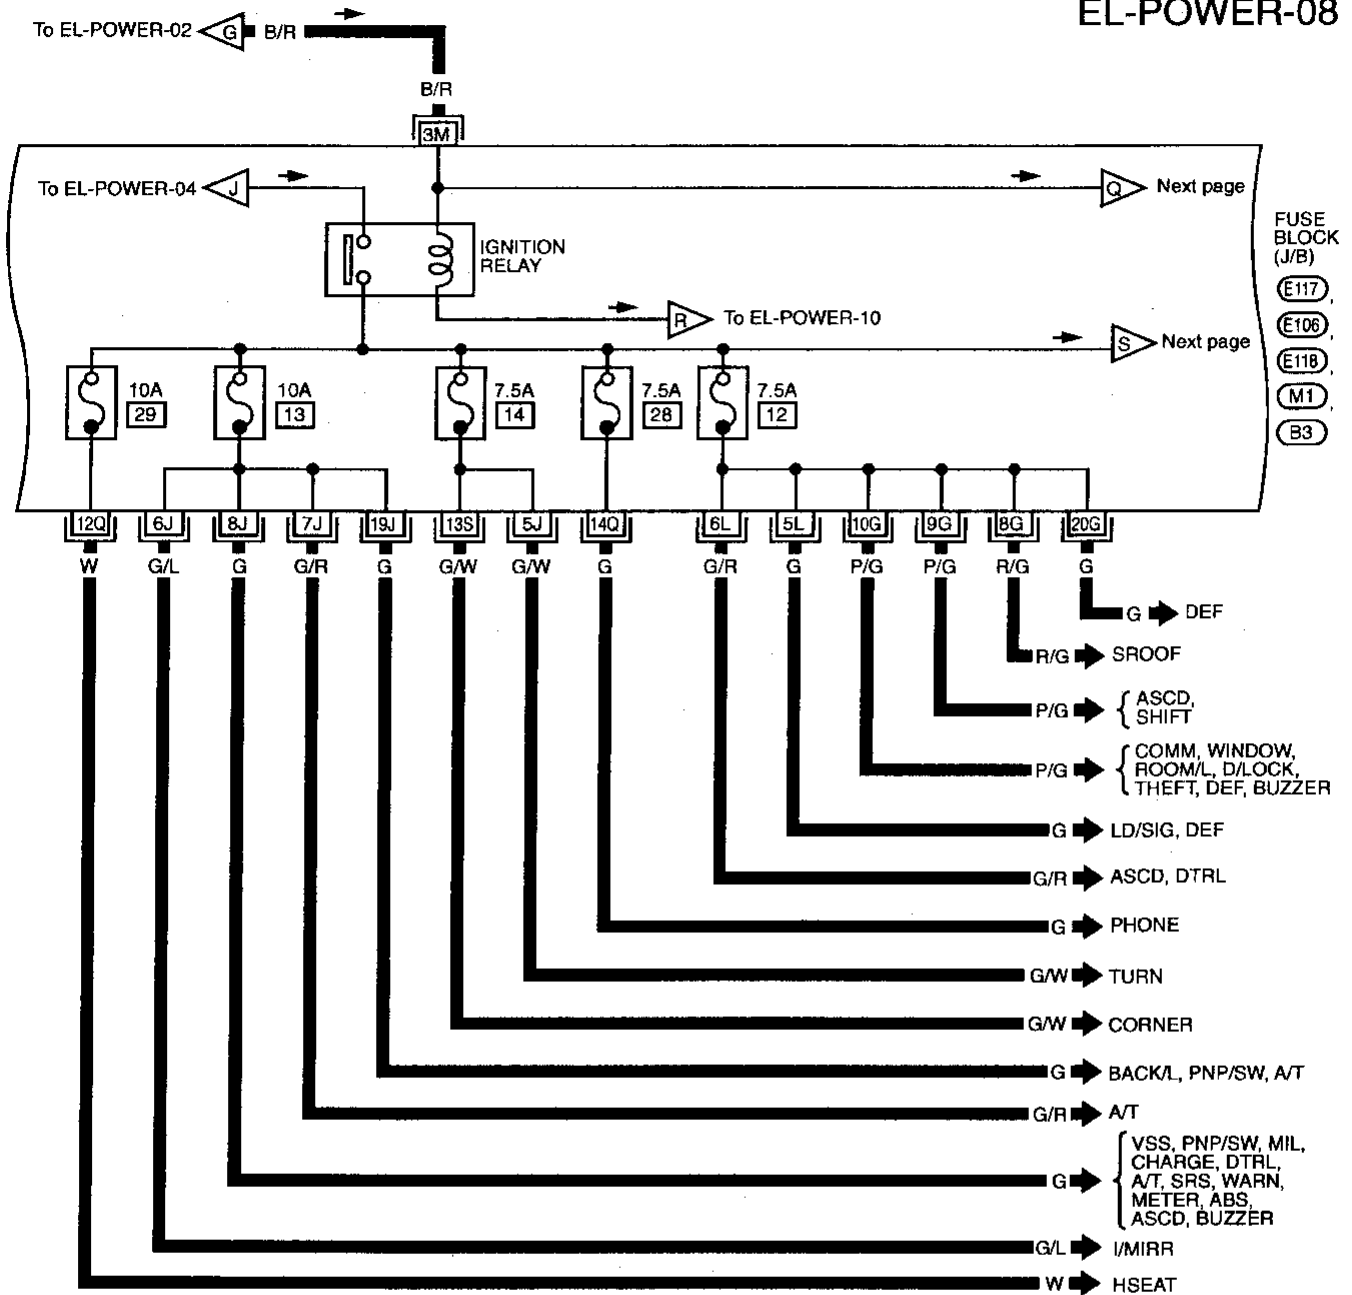 EL-POWER-08
To EL-POWER-02 G B/R
B/R
3M
To EL-POWER-04 J
Q Next page
IGNITION
RELAY
FUSE
BLOCK
(J/B)
E117,
E106,
E118,
M1,
B3
R To EL-POWER-10
S Next page
10A
29
10A
13
7.5A
14
7.5A
28
7.5A
12
12Q 6J 8J 7J 19J 13S 5J 14Q 6L 5L 10G 9G 8G 20G
W G/L G G/R G G/W G/W G G/R G P/G P/G R/G G
G DEF
R/G SROOF
P/G ASCD,
SHIFT
P/G COMM, WINDOW,
ROOM/L, D/LOCK,
THEFT, DEF, BUZZER
G LD/SIG, DEF
G/R ASCD, DTRL
G PHONE
G/W TURN
G/W CORNER
G BACK/L, PNP/SW, A/T
G/R A/T
G VSS, PNP/SW, MIL,
CHARGE, DTRL,
A/T, SRS, WARN,
METER, ABS,
ASCD, BUZZER
G/L I/MIRR
W HSEAT